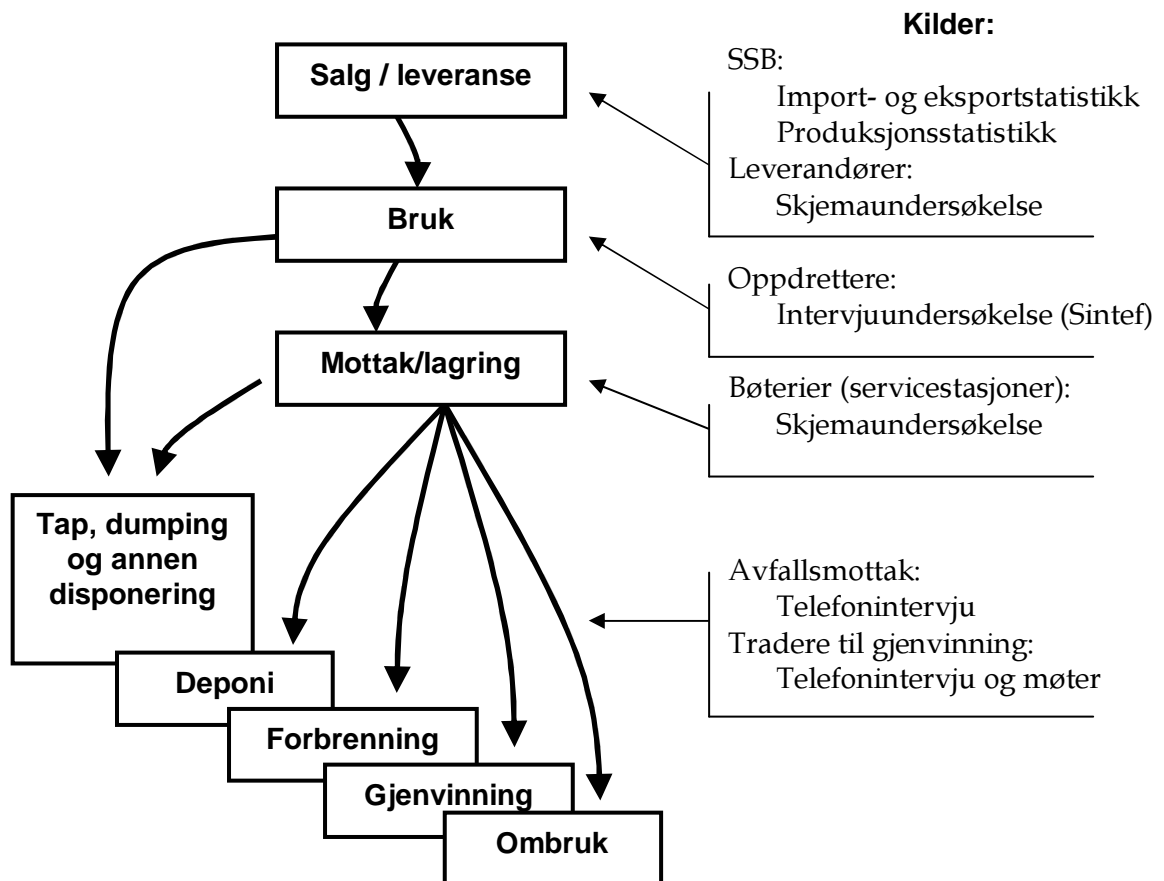 Kilder:
Salg / leveranse
SSB:
Import- og eksportstatistikk
Produksjonsstatistikk
Leverandører:
Skjemaundersøkelse
Bruk
Oppdrettere:
Intervjuundersøkelse (Sintef)
Mottak/lagring
Bøterier (servicestasjoner):
Skjemaundersøkelse
Tap, dumping
og annen
disponering
Avfallsmottak:
Telefonintervju
Tradere til gjenvinning:
Telefonintervju og møter
Deponi
Forbrenning
Gjenvinning
Ombruk